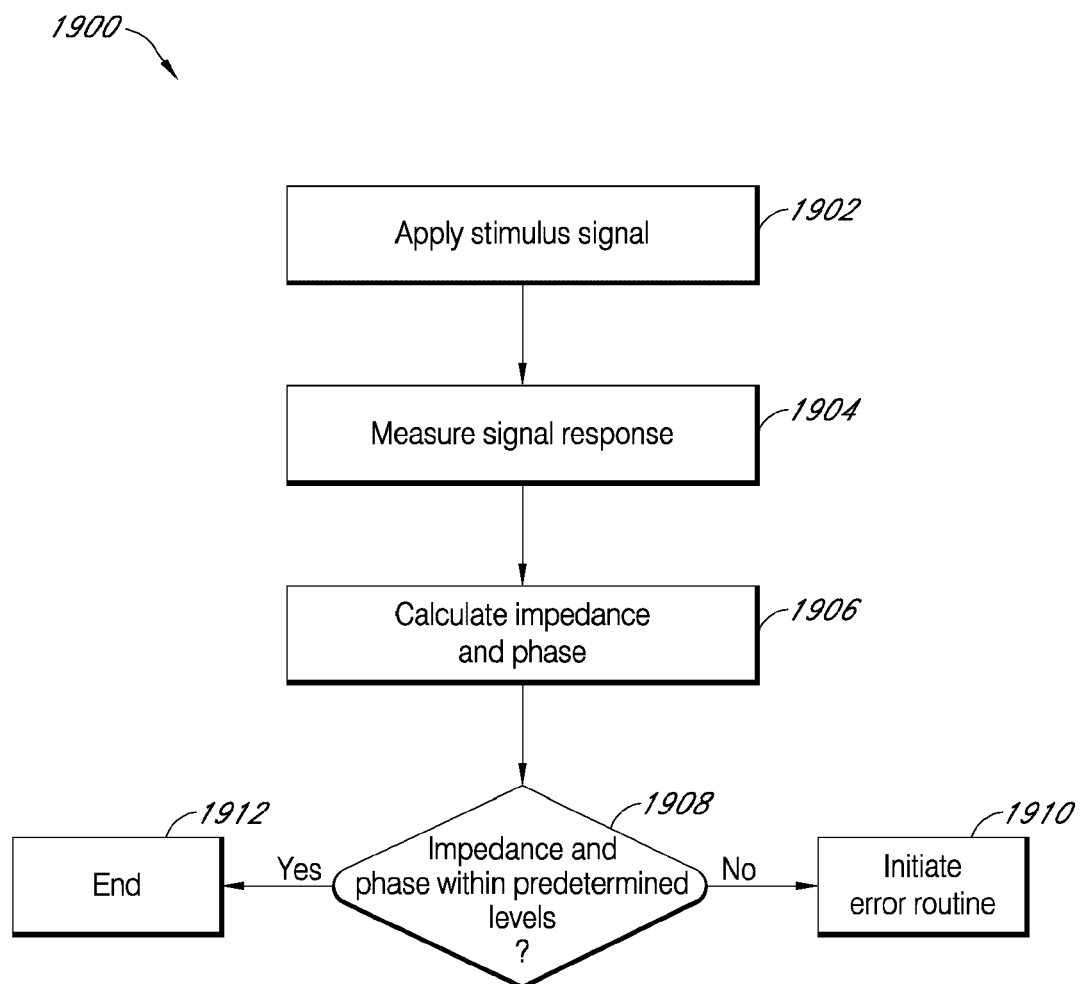 1900
Apply stimulus signal
1902
Measure signal response
1904
Calculate impedance
and phase
1906
Impedance and
phase within predetermined
levels
?
1908
Yes
End
1912
No
Initiate
error routine
1910